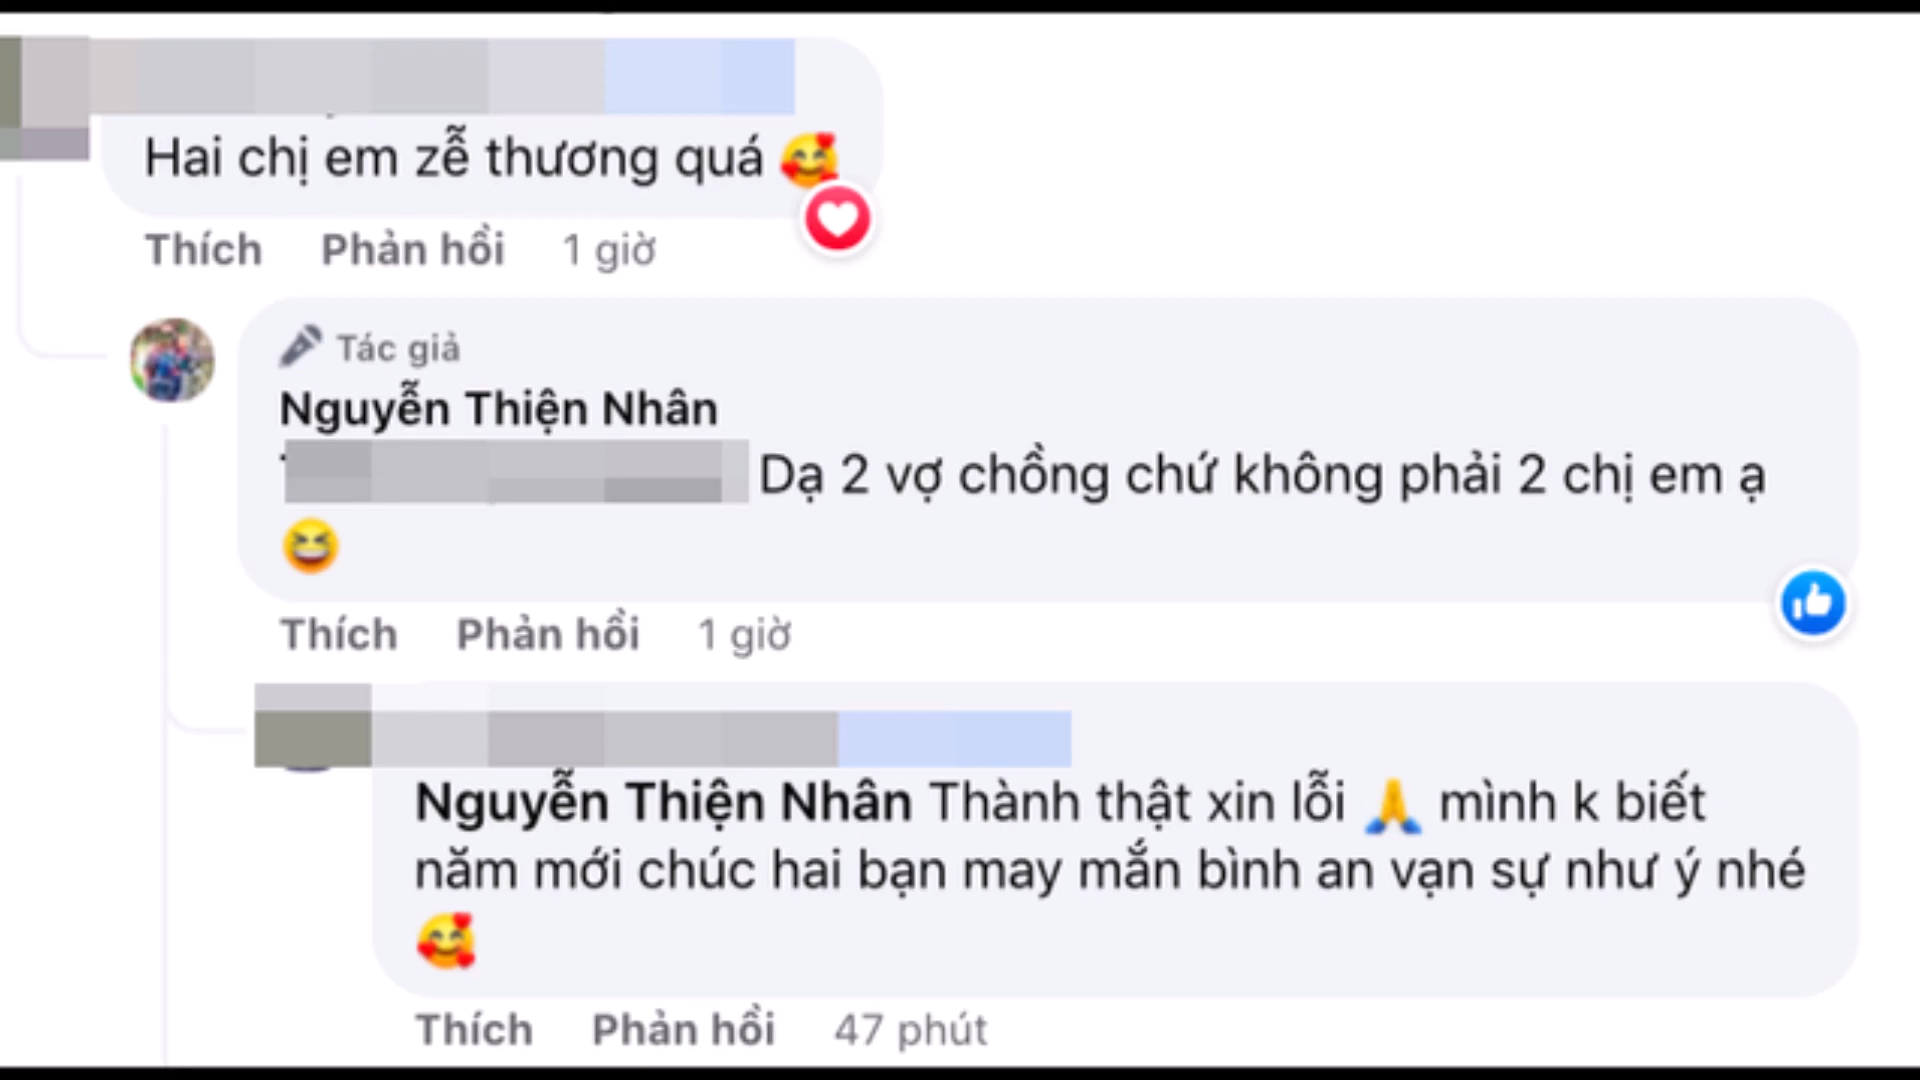 Hai chị em zễ thương quá 🥰
Thích Phản hồi 1 giờ
Tác giả
Nguyễn Thiện Nhân
Dạ 2 vợ chồng chứ không phải 2 chị em ạ
😆
Thích Phản hồi 1 giờ
Nguyễn Thiện Nhân Thành thật xin lỗi 🙏 mình k biết
năm mới chúc hai bạn may mắn bình an vạn sự như ý nhé
🥰
Thích Phản hồi 47 phút